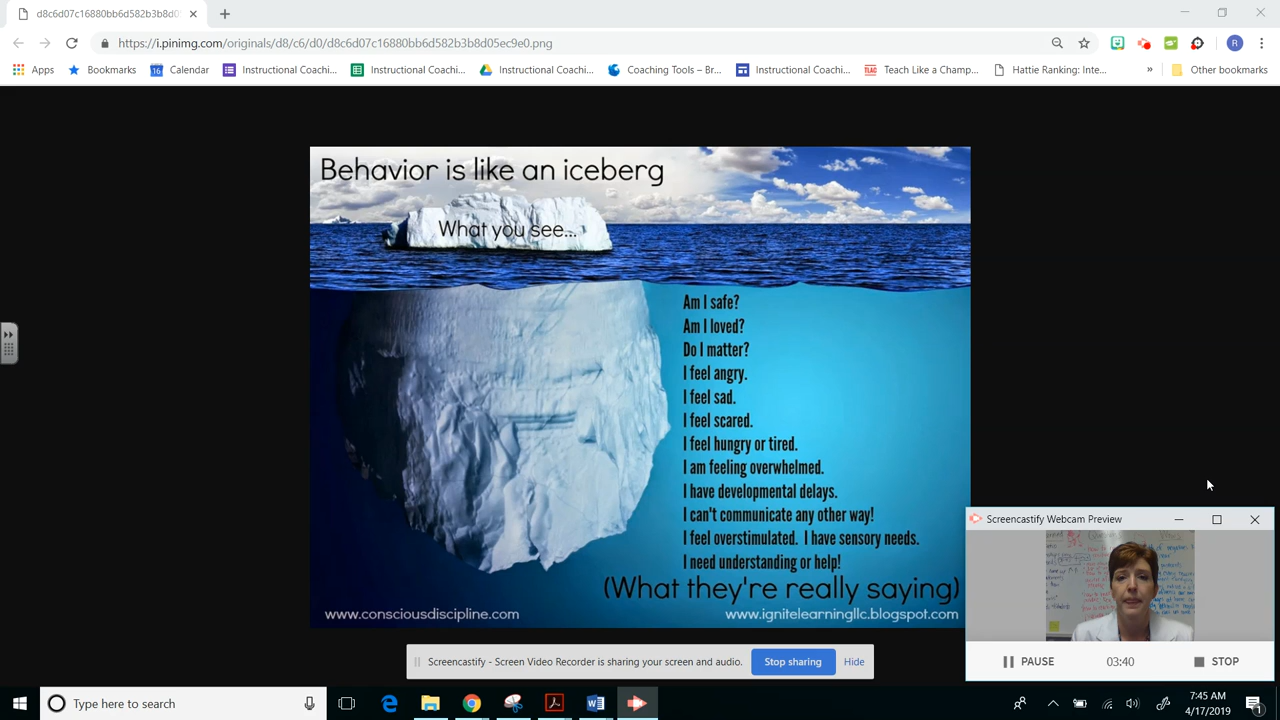 d8c6d07c16880bb6d582b3b8d05
https://i.pinimg.com/originals/d8/c6/d0/d8c6d07c16880bb6d582b3b8d05ec9e0.png
R
Apps
Bookmarks
16
Calendar
Instructional Coachi...
Instructional Coachi...
Instructional Coachi...
Coaching Tools – Br...
Instructional Coachi...
TLAC
Teach Like a Champ...
Hattie Ranking: Inte...
»
Other bookmarks
Behavior is like an iceberg
What you see...
Am I safe?
Am I loved?
Do I matter?
I feel angry.
I feel sad.
I feel scared.
I feel hungry or tired.
I am feeling overwhelmed.
I have developmental delays.
I can't communicate any other way!
I feel overstimulated. I have sensory needs.
I need understanding or help!
(What they're really saying)
www.consciousdiscipline.com
www.ignitelearningllc.blogspot.com
Screencastify Webcam Preview
PAUSE
03:40
STOP
Screencastify - Screen Video Recorder is sharing your screen and audio.
Stop sharing
Hide
Type here to search
7:45 AM
4/17/2019
1